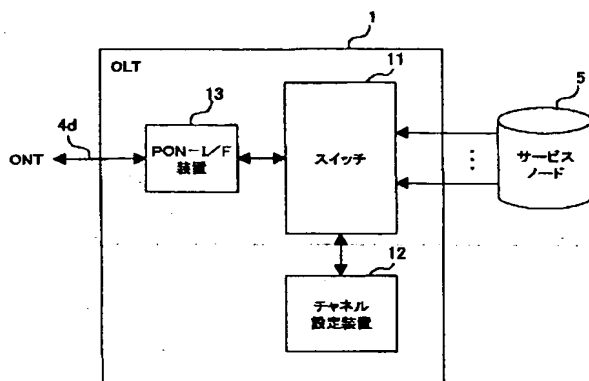 1
OLT
11
5
13
4d
ONT
PON-I/F
装置
スイッチ
サービス
ノード
12
チャネル
設定装置